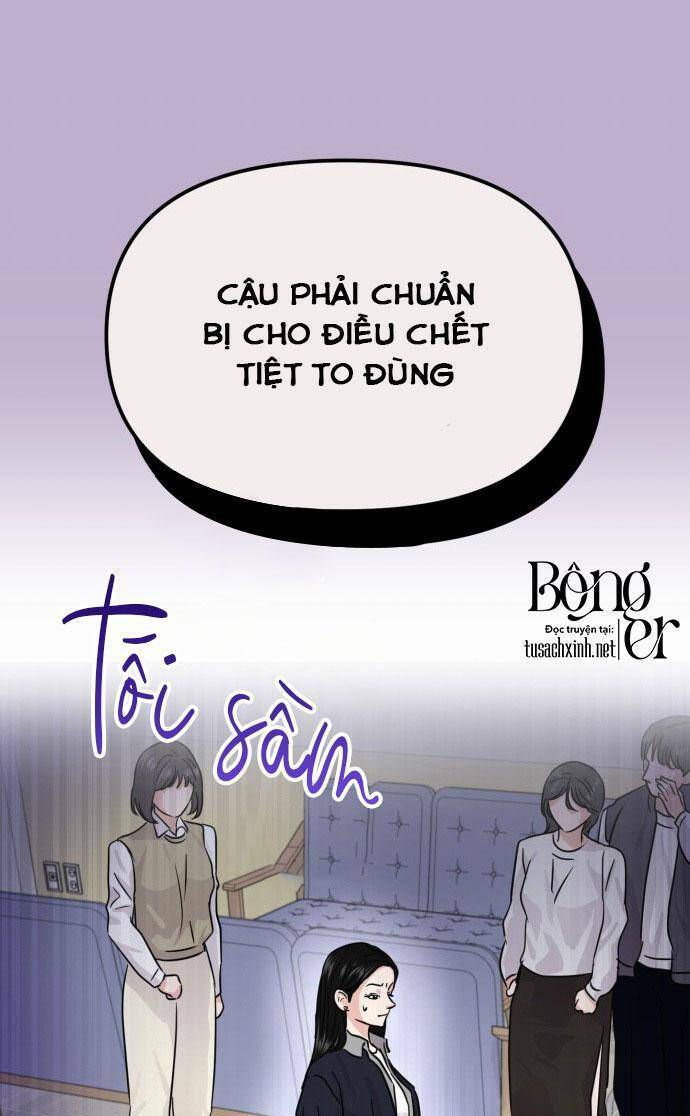 CẬU PHẢI CHUẨN
BỊ CHO ĐIỀU CHẾT
TIỆT TO ĐÙNG
Bông
er
Đọc truyện tại:
tusachxinh.net
Tối sầm